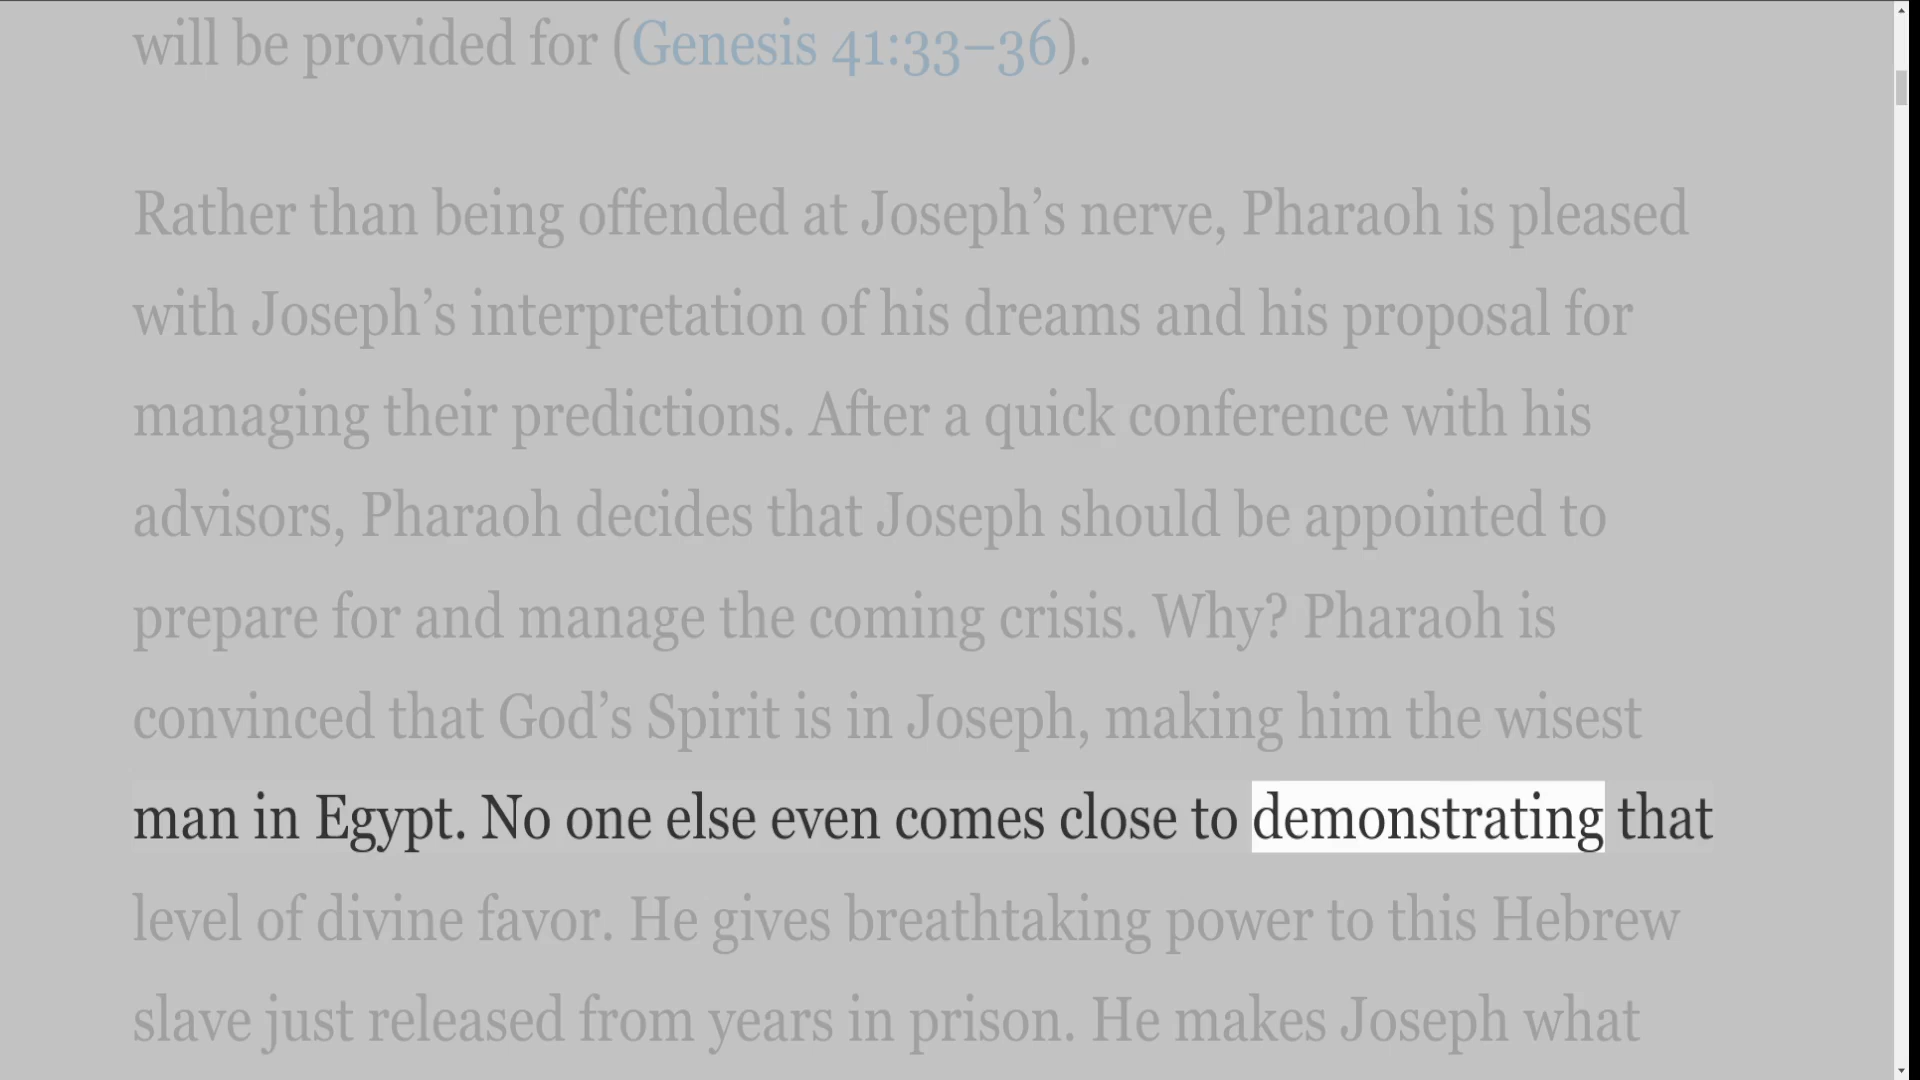 will be provided for (Genesis 41:33–36).
Rather than being offended at Joseph’s nerve, Pharaoh is pleased
with Joseph’s interpretation of his dreams and his proposal for
managing their predictions. After a quick conference with his
advisors, Pharaoh decides that Joseph should be appointed to
prepare for and manage the coming crisis. Why? Pharaoh is
convinced that God’s Spirit is in Joseph, making him the wisest
man in Egypt. No one else even comes close to demonstrating that
level of divine favor. He gives breathtaking power to this Hebrew
slave just released from years in prison. He makes Joseph what